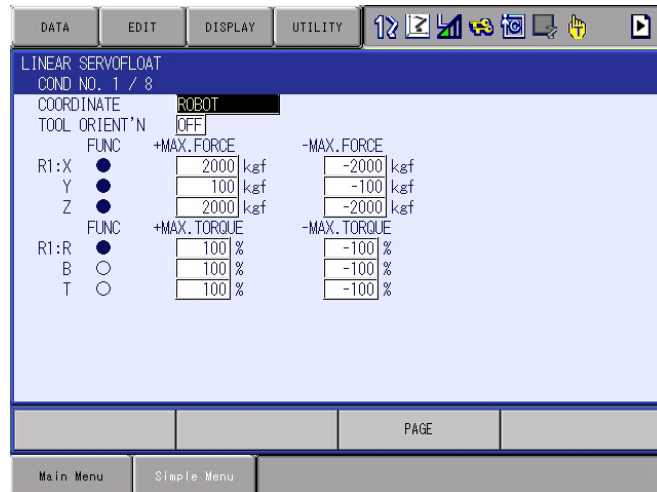 DATA EDIT DISPLAY UTILITY
LINEAR SERVOFLOAT
COND NO. 1 / 8
COORDINATE ROBOT
TOOL ORIENT'N OFF
FUNC +MAX.FORCE -MAX.FORCE
R1:X ● 2000 kgf -2000 kgf
Y ● 100 kgf -100 kgf
Z ● 2000 kgf -2000 kgf
FUNC +MAX.TORQUE -MAX.TORQUE
R1:R ● 100 % -100 %
B ○ 100 % -100 %
T ○ 100 % -100 %
PAGE
Main Menu Simple Menu